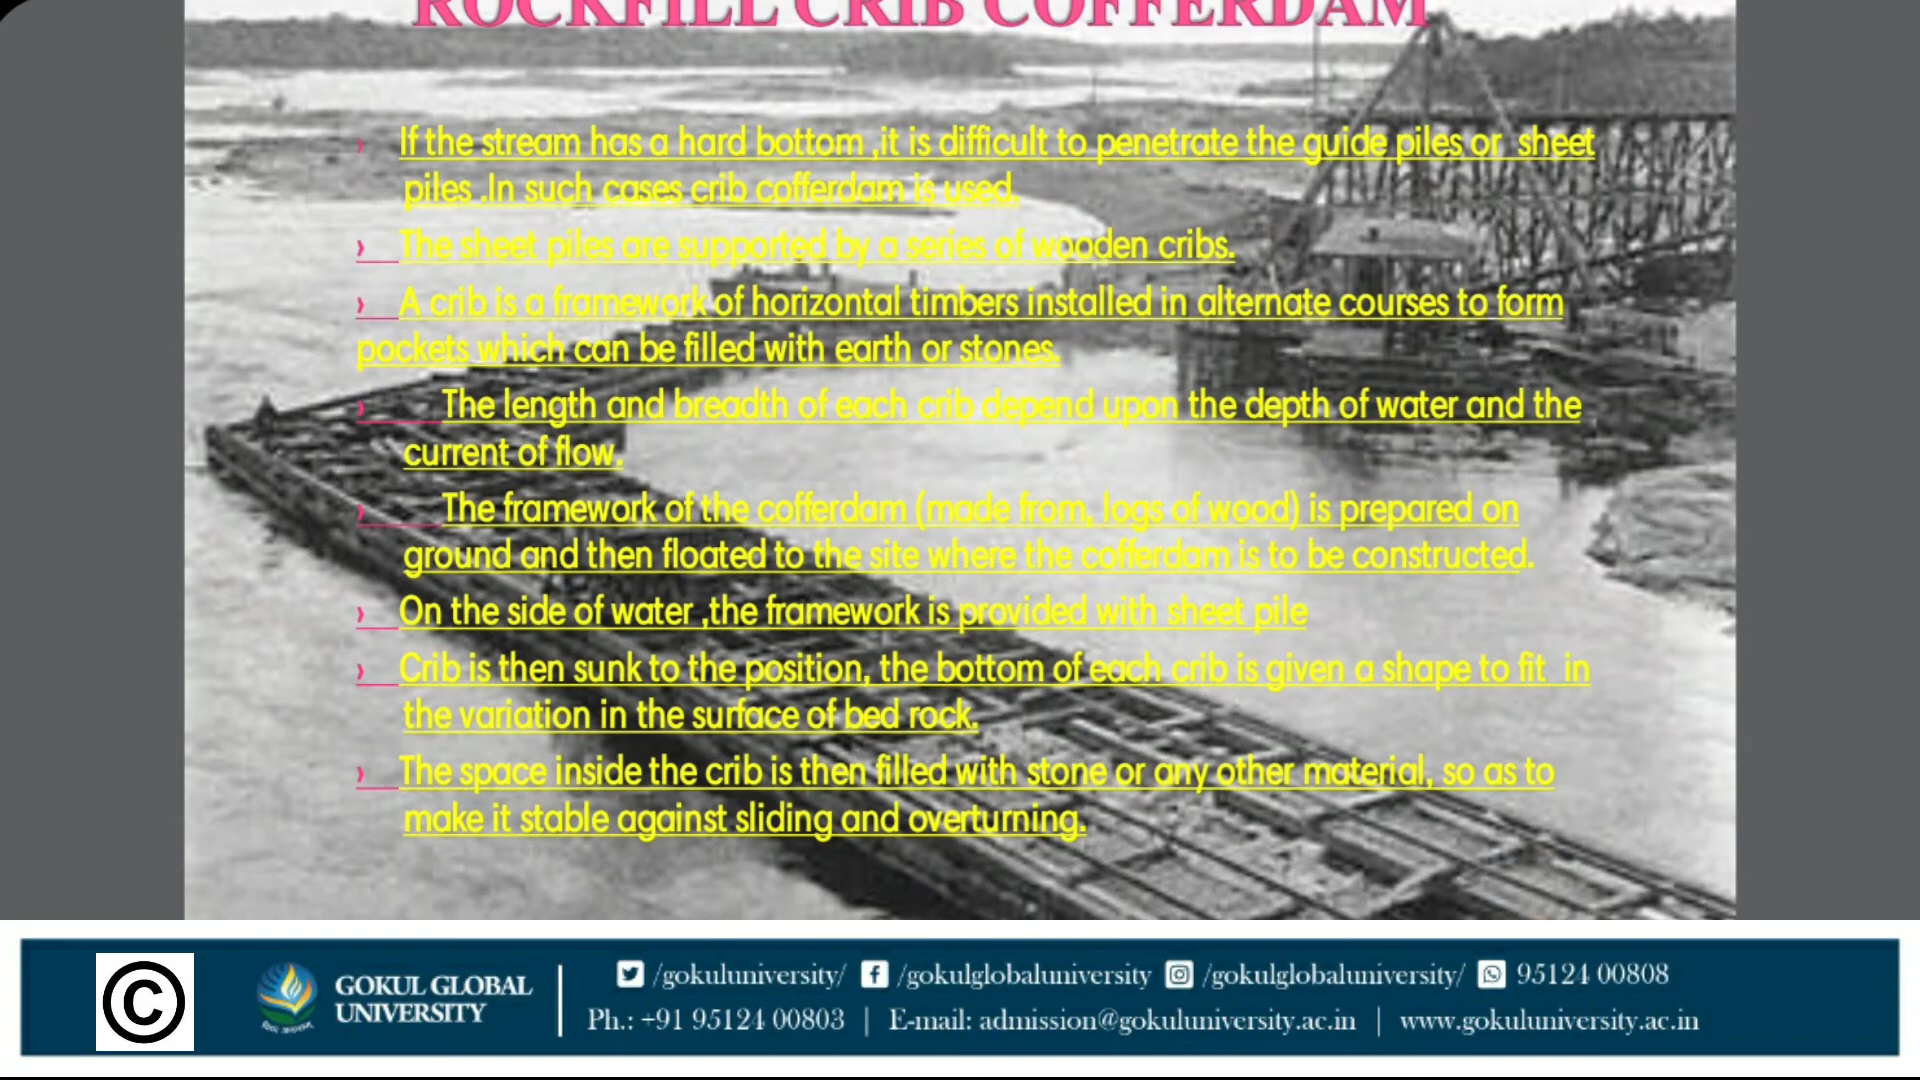 ROCKFILL CRIB COFFERDAM
› If the stream has a hard bottom ,it is difficult to penetrate the guide piles or sheet
piles .In such cases crib cofferdam is used.
› The sheet piles are supported by a series of wooden cribs.
› A crib is a framework of horizontal timbers installed in alternate courses to form
pockets which can be filled with earth or stones.
› The length and breadth of each crib depend upon the depth of water and the
current of flow.
› The framework of the cofferdam (made from, logs of wood) is prepared on
ground and then floated to the site where the cofferdam is to be constructed.
› On the side of water ,the framework is provided with sheet pile
› Crib is then sunk to the position, the bottom of each crib is given a shape to fit in
the variation in the surface of bed rock.
› The space inside the crib is then filled with stone or any other material, so as to
make it stable against sliding and overturning.
©
GOKUL GLOBAL
UNIVERSITY
/gokuluniversity/ /gokulglobaluniversity /gokulglobaluniversity/ 95124 00808
Ph.: +91 95124 00803 | E-mail: admission@gokuluniversity.ac.in | www.gokuluniversity.ac.in